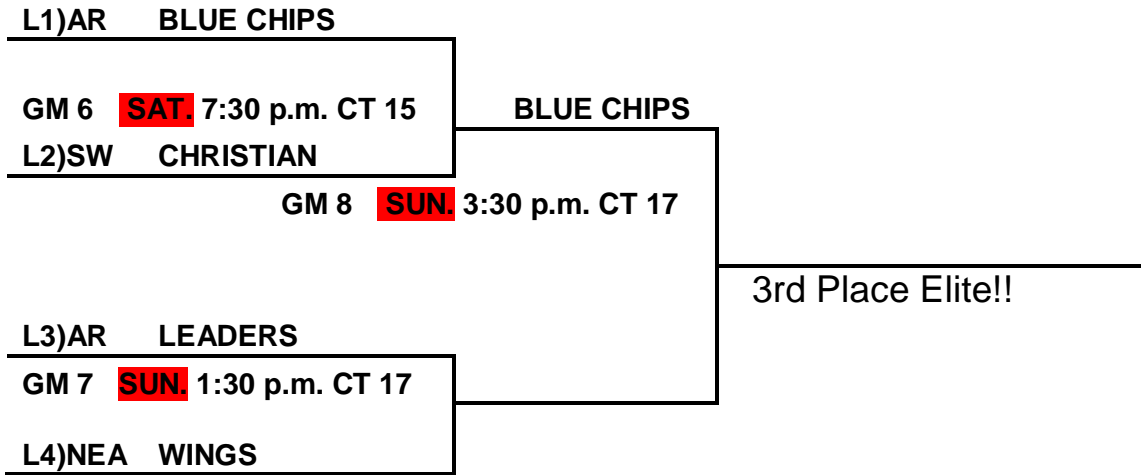 L1)AR BLUE CHIPS
GM 6 SAT. 7:30 p.m. CT 15
BLUE CHIPS
L2)SW CHRISTIAN
GM 8 SUN. 3:30 p.m. CT 17
3rd Place Elite!!
L3)AR LEADERS
GM 7 SUN. 1:30 p.m. CT 17
L4)NEA WINGS